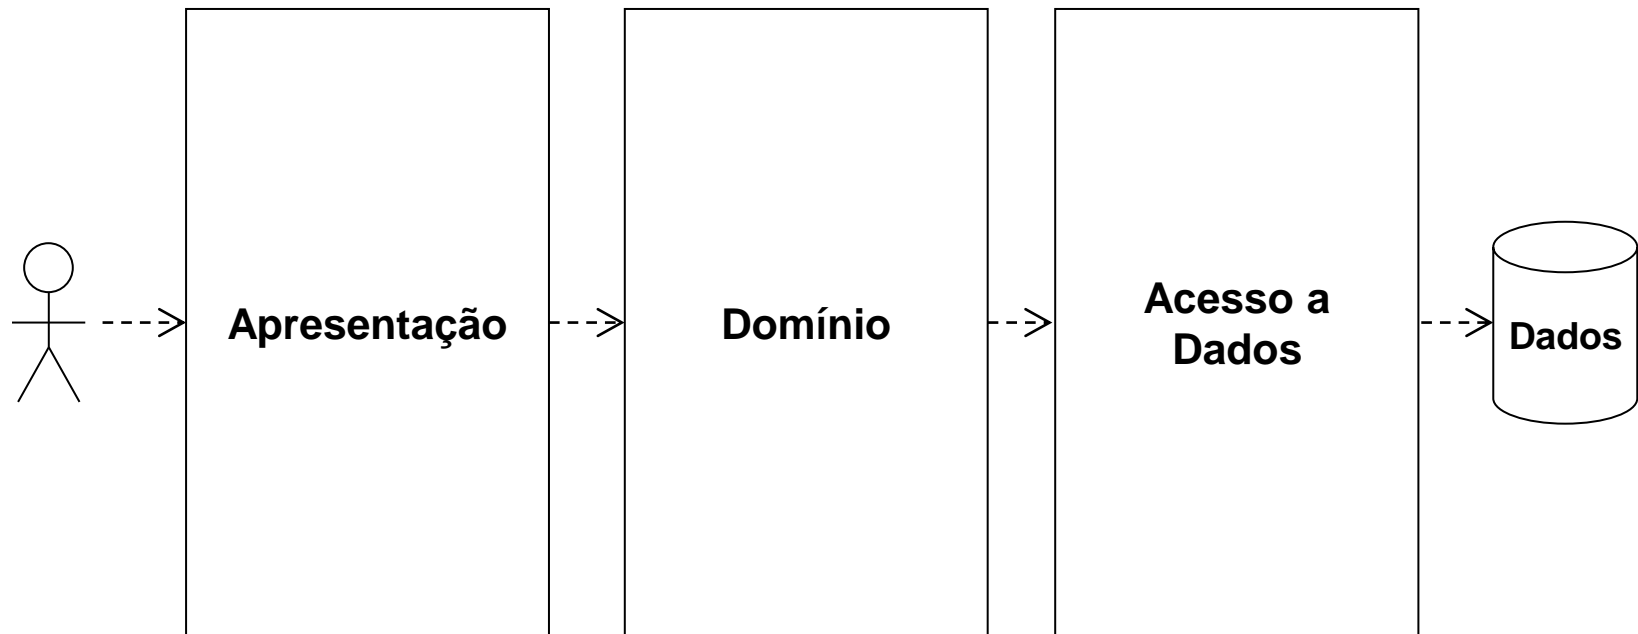 Apresentação
Domínio
Acesso a
Dados
Dados